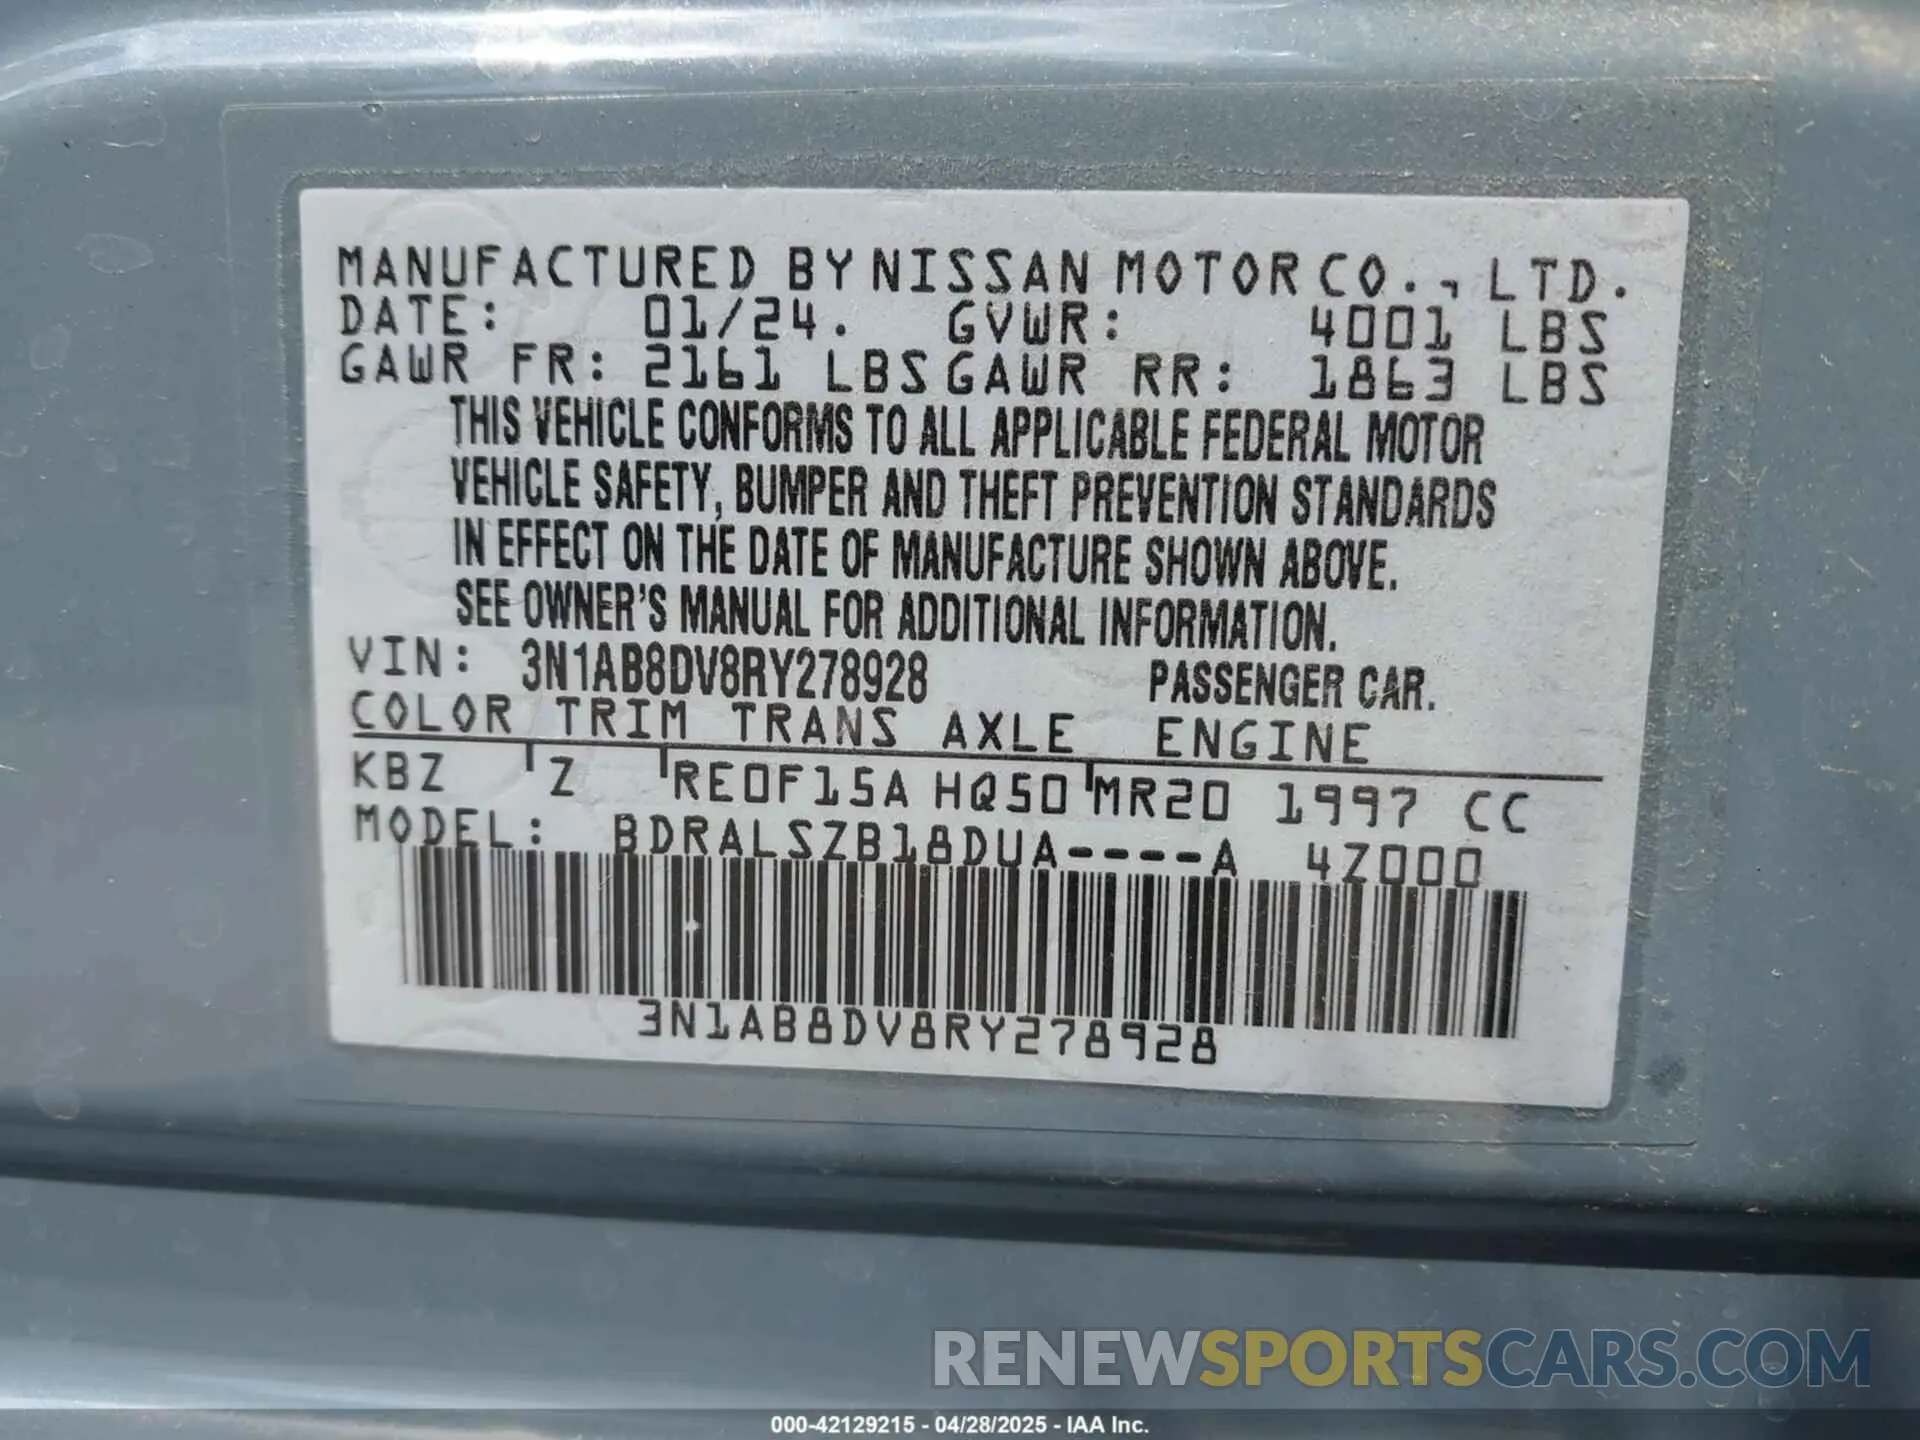 MANUFACTURED BY NISSAN MOTOR CO., LTD.
DATE: 01/24. GVWR: 4001 LBS
GAWR FR: 2161 LBS GAWR RR: 1863 LBS
THIS VEHICLE CONFORMS TO ALL APPLICABLE FEDERAL MOTOR
VEHICLE SAFETY, BUMPER AND THEFT PREVENTION STANDARDS
IN EFFECT ON THE DATE OF MANUFACTURE SHOWN ABOVE.
SEE OWNER'S MANUAL FOR ADDITIONAL INFORMATION.
VIN: 3N1AB8DV8RY278928 PASSENGER CAR.
COLOR TRIM TRANS AXLE ENGINE
KBZ Z RE0F15A HQ50 MR20 1997 CC
MODEL: BDRALSZB18DUA----A 4Z000
3N1AB8DV8RY278928
RENEWSPORTSCARS.COM
000-42129215 - 04/28/2025 - IAA Inc.